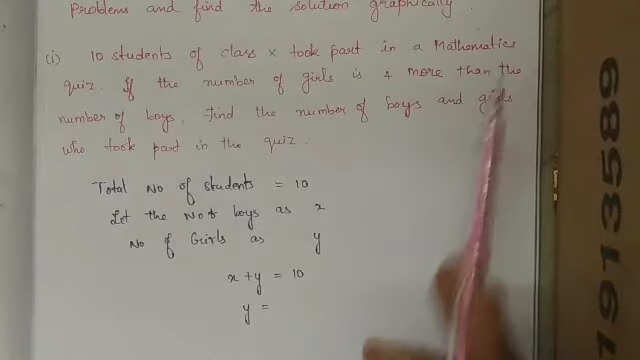 Problems and find the solution graphically.
(i) 10 students of class x took part in a Mathematics
quiz. If the number of girls is 4 more than the
number of boys, find the number of boys and girls
who took part in the quiz.
Total No of students = 10
Let the No of boys as x
No of Girls as y
x + y = 10
y =
7913589